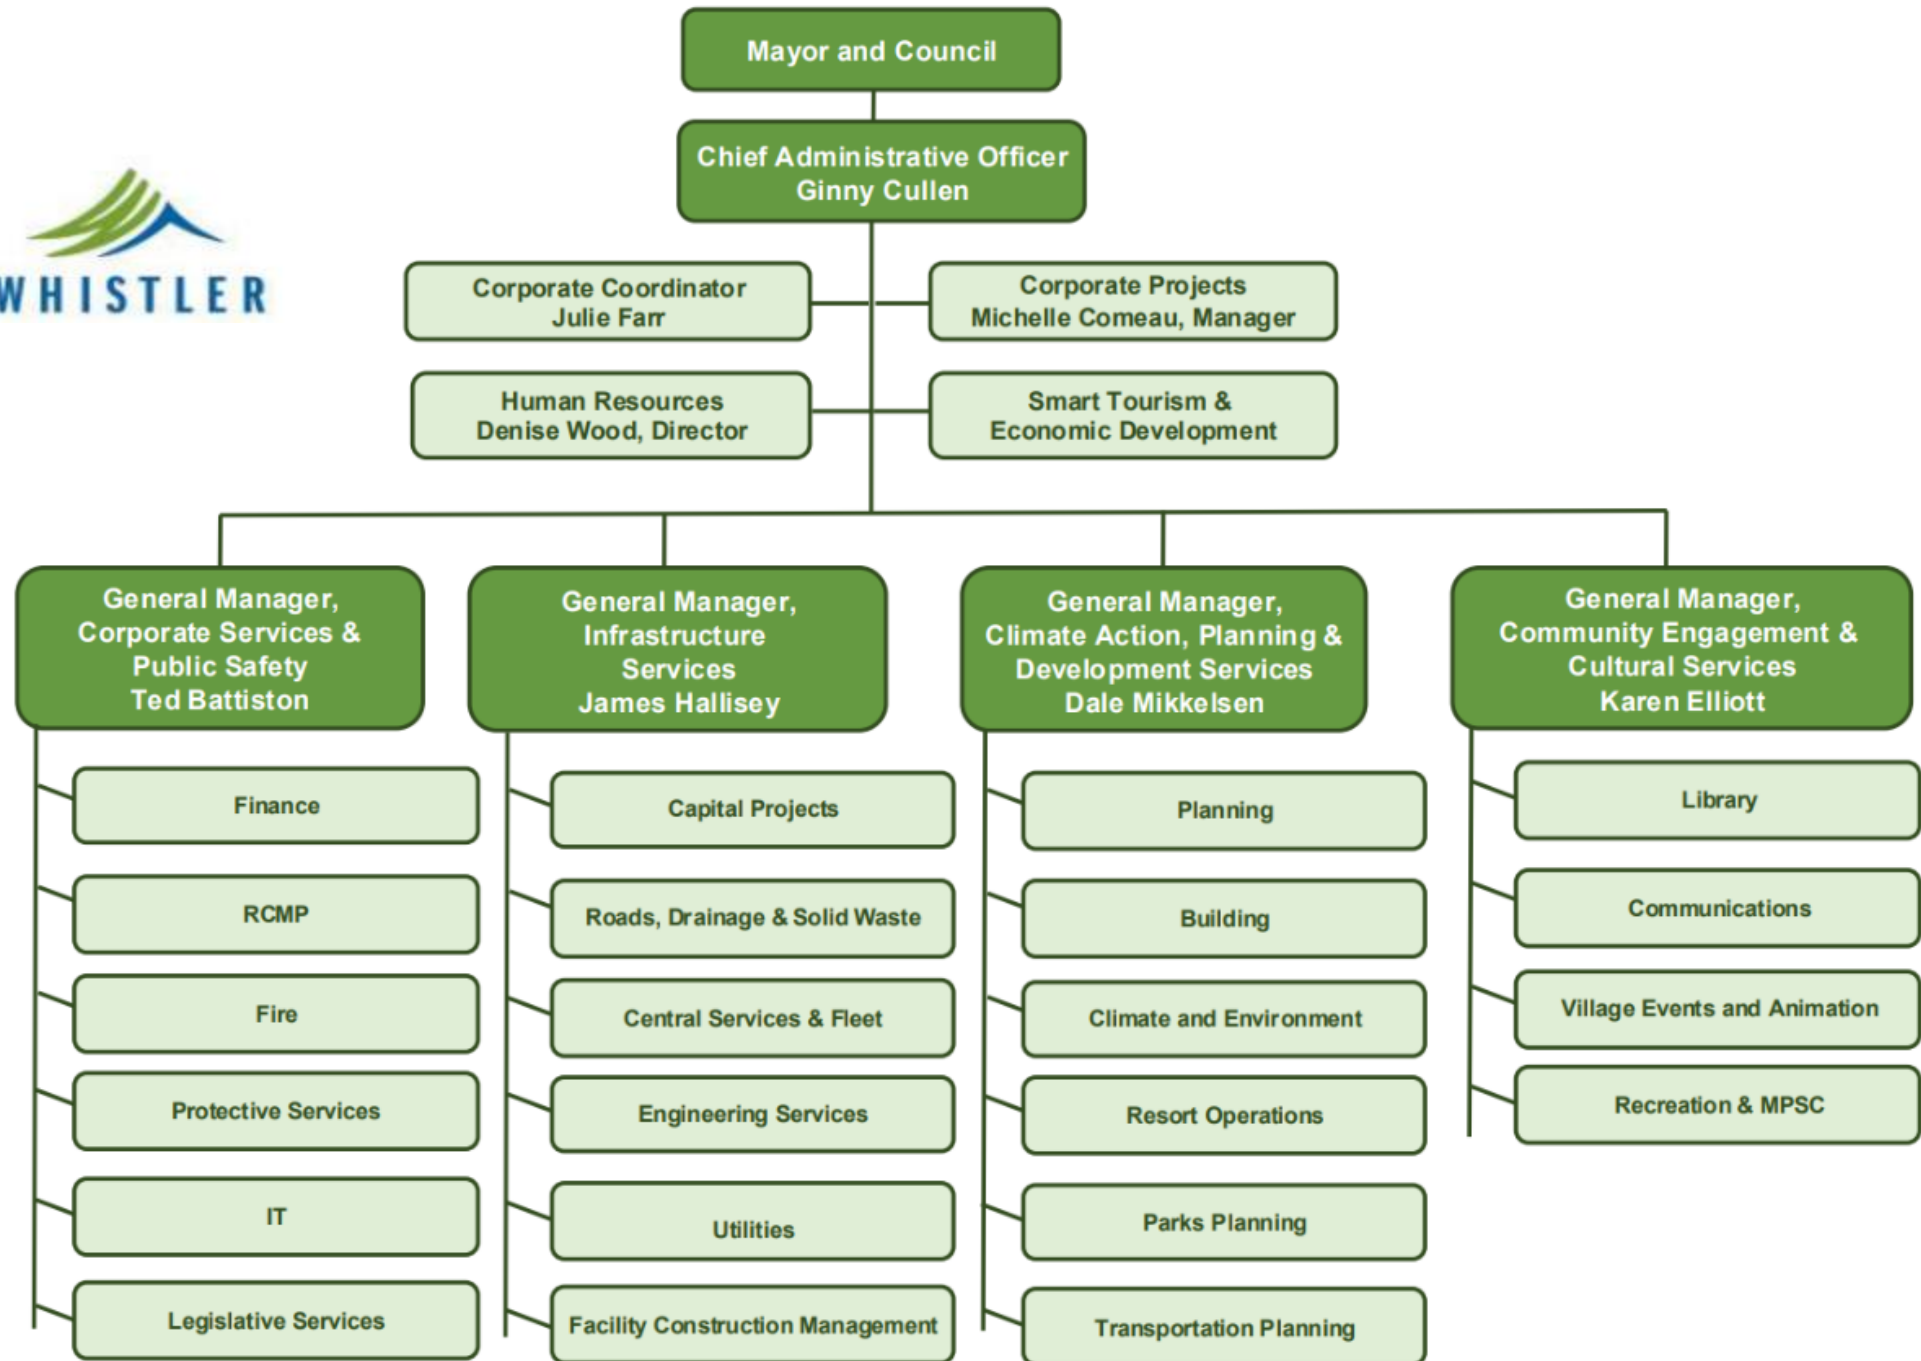 Mayor and Council
Chief Administrative Officer
Ginny Cullen
WHISTLER
Corporate Coordinator
Julie Farr
Corporate Projects
Michelle Comeau, Manager
Human Resources
Denise Wood, Director
Smart Tourism &
Economic Development
General Manager,
Corporate Services &
Public Safety
Ted Battiston
Finance
RCMP
Fire
Protective Services
IT
Legislative Services
General Manager,
Infrastructure
Services
James Hallisey
Capital Projects
Roads, Drainage & Solid Waste
Central Services & Fleet
Engineering Services
Utilities
Facility Construction Management
General Manager,
Climate Action, Planning &
Development Services
Dale Mikkelsen
Planning
Building
Climate and Environment
Resort Operations
Parks Planning
Transportation Planning
General Manager,
Community Engagement &
Cultural Services
Karen Elliott
Library
Communications
Village Events and Animation
Recreation & MPSC